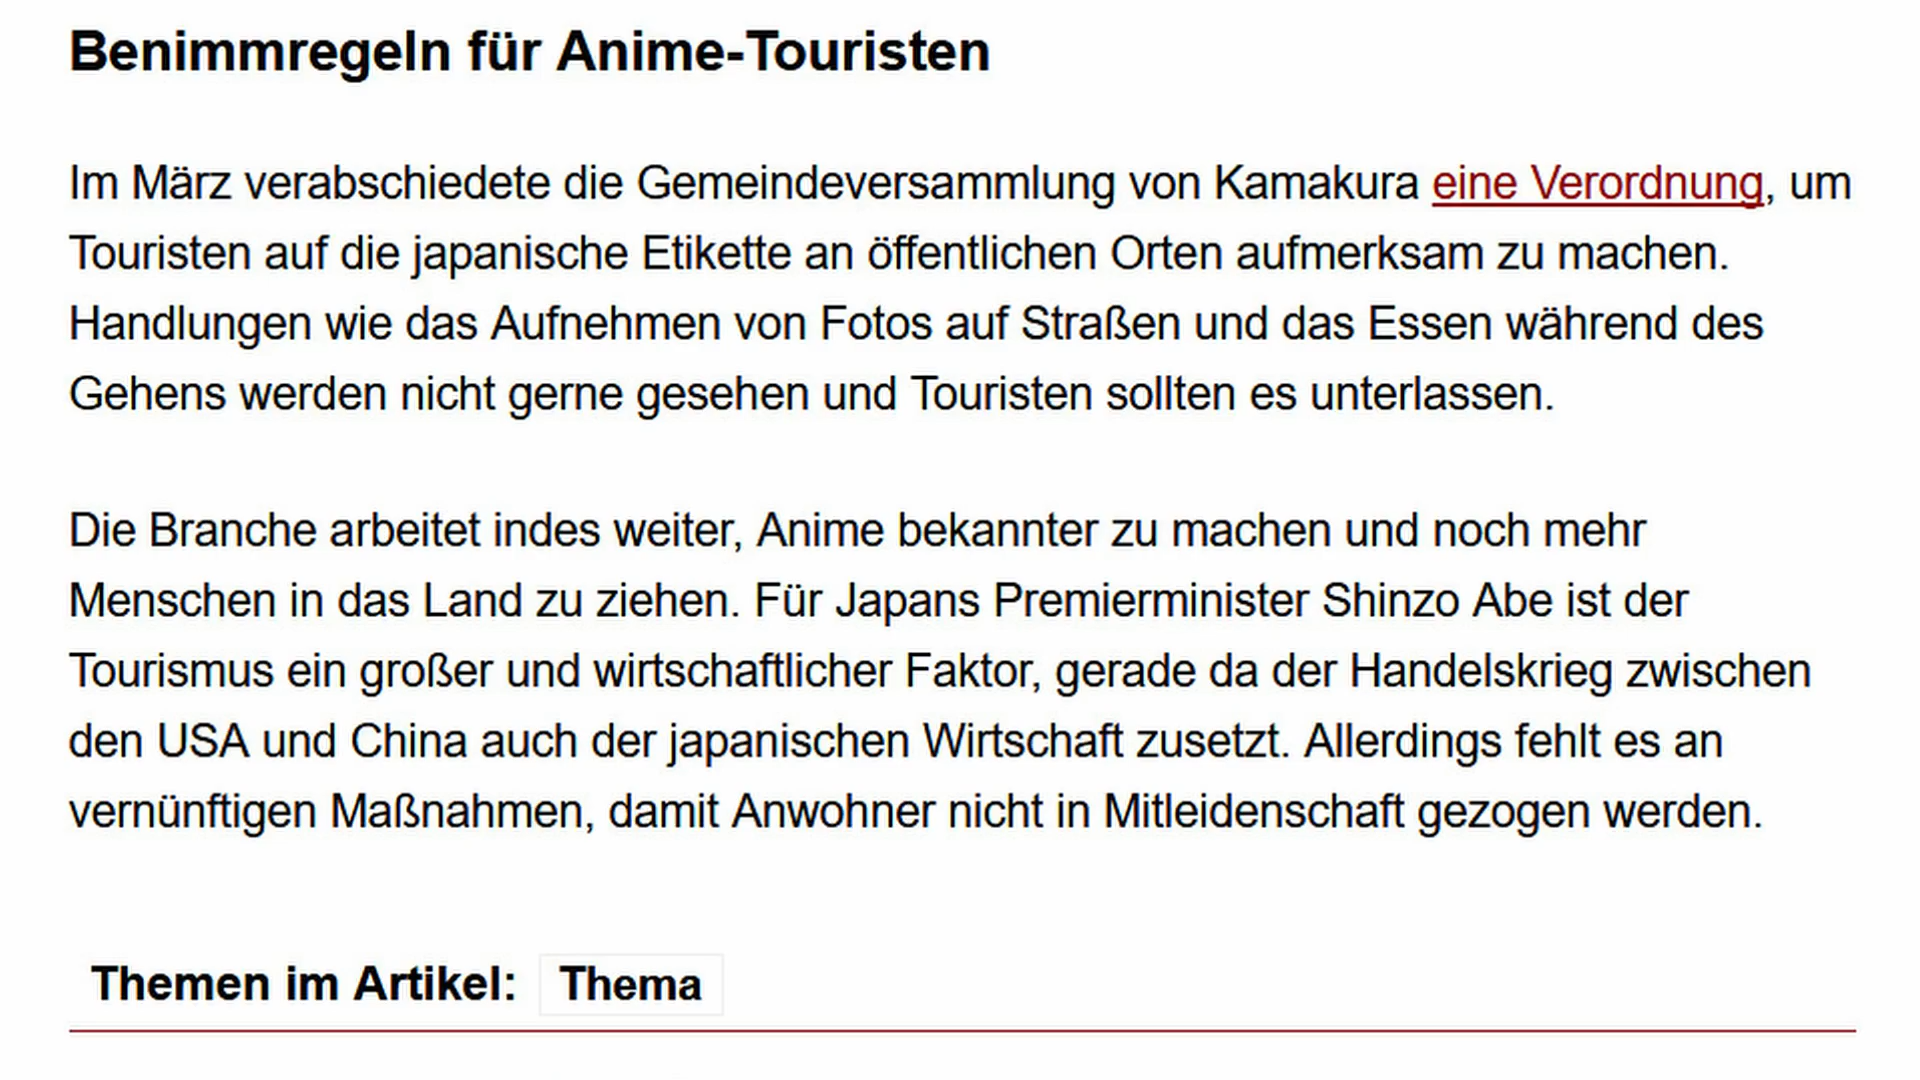 Benimmregeln für Anime-Touristen
Im März verabschiedete die Gemeindeversammlung von Kamakura eine Verordnung, um
Touristen auf die japanische Etikette an öffentlichen Orten aufmerksam zu machen.
Handlungen wie das Aufnehmen von Fotos auf Straßen und das Essen während des
Gehens werden nicht gerne gesehen und Touristen sollten es unterlassen.
Die Branche arbeitet indes weiter, Anime bekannter zu machen und noch mehr
Menschen in das Land zu ziehen. Für Japans Premierminister Shinzo Abe ist der
Tourismus ein großer und wirtschaftlicher Faktor, gerade da der Handelskrieg zwischen
den USA und China auch der japanischen Wirtschaft zusetzt. Allerdings fehlt es an
vernünftigen Maßnahmen, damit Anwohner nicht in Mitleidenschaft gezogen werden.
Themen im Artikel: Thema